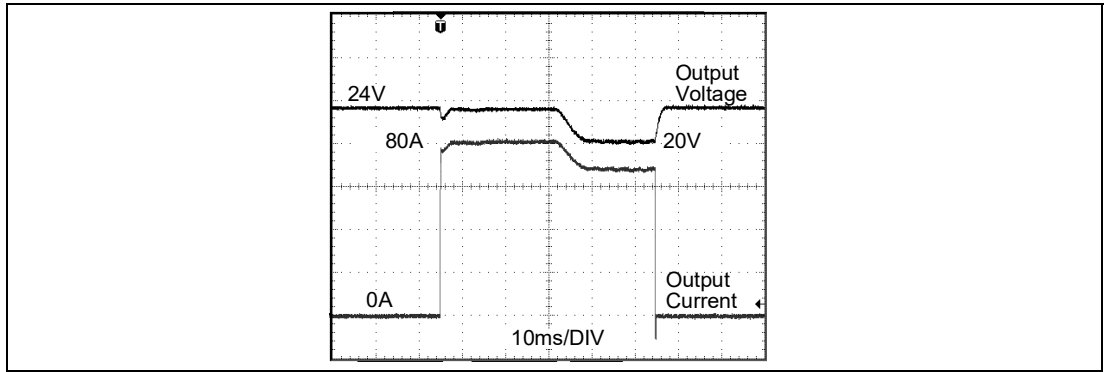 T
Output
Voltage
24V
80A
20V
Output
Current
0A
10ms/DIV